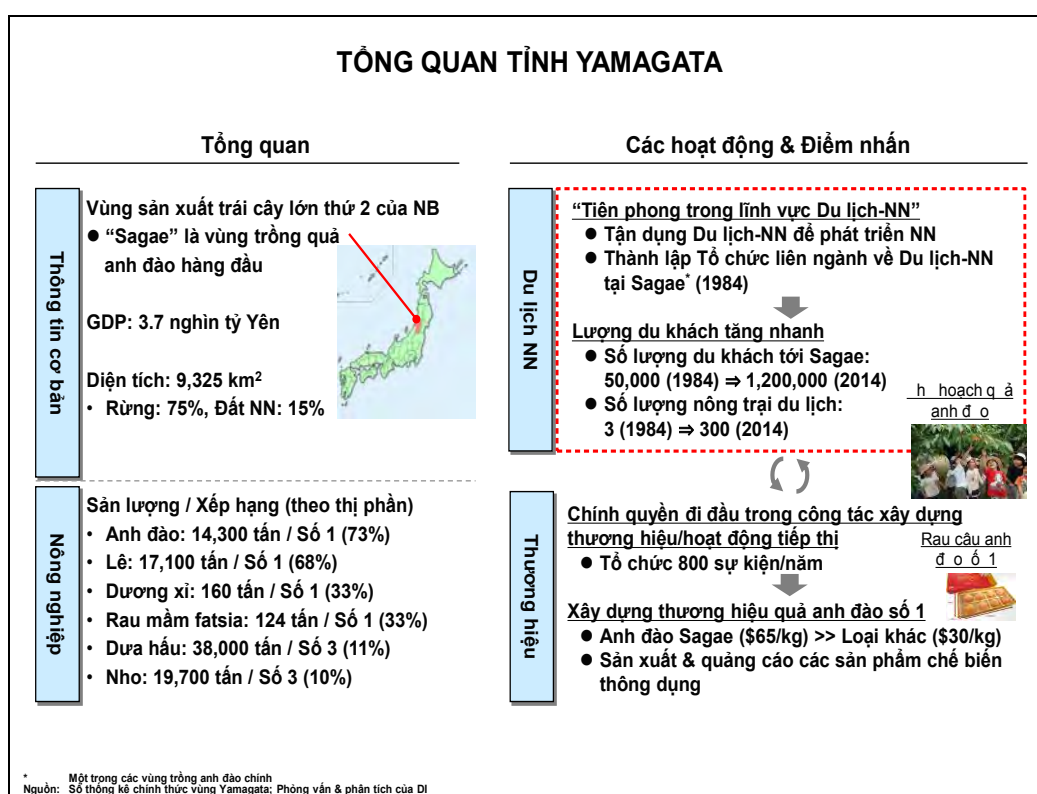 TỔNG QUAN TỈNH YAMAGATA
Tổng quan
Thông tin cơ bản
Vùng sản xuất trái cây lớn thứ 2 của NB
● “Sagae” là vùng trồng quả
anh đào hàng đầu
GDP: 3.7 nghìn tỷ Yên
Diện tích: 9,325 km²
• Rừng: 75%, Đất NN: 15%
Nông nghiệp
Sản lượng / Xếp hạng (theo thị phần)
• Anh đào: 14,300 tấn / Số 1 (73%)
• Lê: 17,100 tấn / Số 1 (68%)
• Dương xỉ: 160 tấn / Số 1 (33%)
• Rau mầm fatsia: 124 tấn / Số 1 (33%)
• Dưa hấu: 38,000 tấn / Số 3 (11%)
• Nho: 19,700 tấn / Số 3 (10%)
Các hoạt động & Điểm nhấn
Du lịch NN
“Tiên phong trong lĩnh vực Du lịch-NN”
● Tận dụng Du lịch-NN để phát triển NN
● Thành lập Tổ chức liên ngành về Du lịch-NN
tại Sagae* (1984)
Lượng du khách tăng nhanh
● Số lượng du khách tới Sagae:
50,000 (1984) ⇒ 1,200,000 (2014)
● Số lượng nông trại du lịch:
3 (1984) ⇒ 300 (2014)
h hoạch q ả
anh đ o
Thương hiệu
Chính quyền đi đầu trong công tác xây dựng
thương hiệu/hoạt động tiếp thị
● Tổ chức 800 sự kiện/năm
Rau câu anh
đ o ố 1
Xây dựng thương hiệu quả anh đào số 1
● Anh đào Sagae ($65/kg) >> Loại khác ($30/kg)
● Sản xuất & quảng cáo các sản phẩm chế biến
thông dụng
* Một trong các vùng trồng anh đào chính
Nguồn: Sở thống kê chính thức vùng Yamagata; Phỏng vấn & phân tích của DI